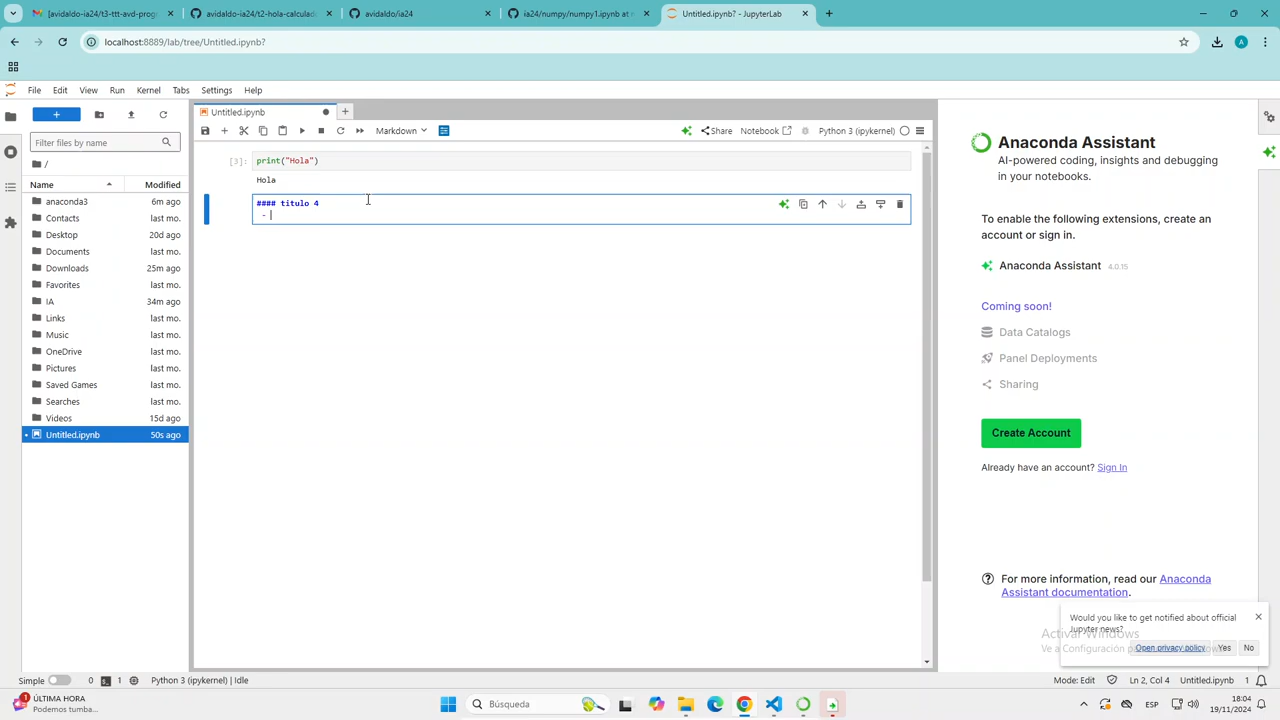 [avidaldo-ia24/t3-ttt-avd-prog
avidaldo-ia24/t2-hola-calculad
avidaldo/ia24
ia24/numpy/numpy1.ipynb at
Untitled.ipynb? - JupyterLab
localhost:8889/lab/tree/Untitled.ipynb?
A
File Edit View Run Kernel Tabs Settings Help
Untitled.ipynb
Filter files by name
Markdown
Share
Notebook
Python 3 (ipykernel)
/
Name Modified
anaconda3 6m ago
Contacts last mo.
Desktop 20d ago
Documents last mo.
Downloads 25m ago
Favorites last mo.
IA 34m ago
Links last mo.
Music last mo.
OneDrive last mo.
Pictures last mo.
Saved Games last mo.
Searches last mo.
Videos 15d ago
Untitled.ipynb 50s ago
[3]: print("Hola")
Hola
#### titulo 4
-
Anaconda Assistant
AI-powered coding, insights and debugging
in your notebooks.
To enable the following extensions, create an
account or sign in.
Anaconda Assistant 4.0.15
Coming soon!
Data Catalogs
Panel Deployments
Sharing
Create Account
Already have an account? Sign In
For more information, read our Anaconda
Assistant documentation.
Would you like to get notified about official
Jupyter news?
Open privacy policy Yes No
Activar Windows
Ve a Configuración
Simple 0 1 Python 3 (ipykernel) | Idle
Mode: Edit Ln 2, Col 4 Untitled.ipynb 1
1
ÚLTIMA HORA
Podemos tumba...
Búsqueda
ESP
18:04
19/11/2024